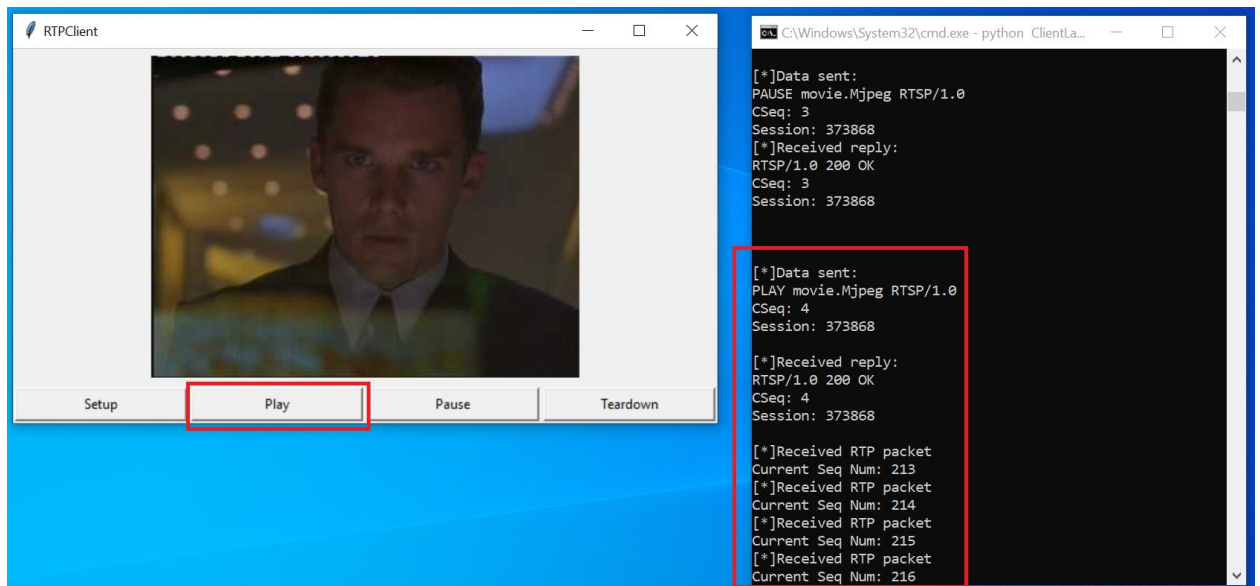 RTPClient
Setup
Play
Pause
Teardown
C:\Windows\System32\cmd.exe - python ClientLa...
[*]Data sent:
PAUSE movie.Mjpeg RTSP/1.0
CSeq: 3
Session: 373868
[*]Received reply:
RTSP/1.0 200 OK
CSeq: 3
Session: 373868
[*]Data sent:
PLAY movie.Mjpeg RTSP/1.0
CSeq: 4
Session: 373868
[*]Received reply:
RTSP/1.0 200 OK
CSeq: 4
Session: 373868
[*]Received RTP packet
Current Seq Num: 213
[*]Received RTP packet
Current Seq Num: 214
[*]Received RTP packet
Current Seq Num: 215
[*]Received RTP packet
Current Seq Num: 216